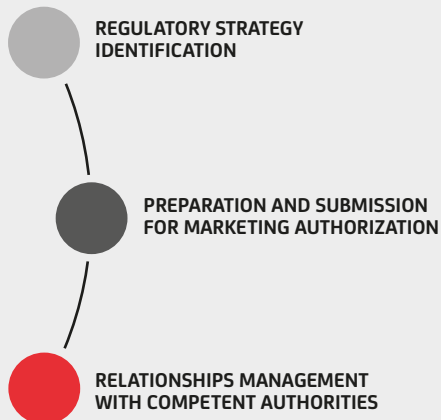 REGULATORY STRATEGY
IDENTIFICATION
PREPARATION AND SUBMISSION
FOR MARKETING AUTHORIZATION
RELATIONSHIPS MANAGEMENT
WITH COMPETENT AUTHORITIES